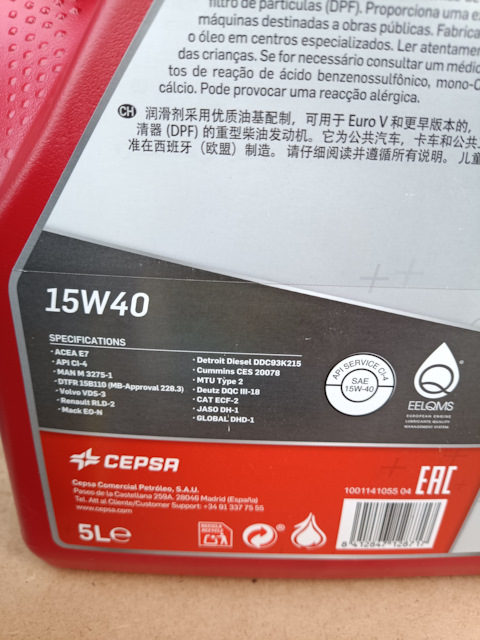 filtro de partículas (DPF). Proporciona uma
máquinas destinadas a obras públicas. Fabrica
o óleo em centros especializados. Ler atentamen
das crianças. Se for necessário consultar um médic
tos de reação de ácido benzenossulfônico, mono-C
cálcio. Pode provocar uma reacção alérgica.
CH 润滑剂采用优质油基配制，可用于 Euro V 和更早版本的，
清器 (DPF) 的重型柴油发动机。它为公共汽车，卡车和公共
准在西班牙（欧盟）制造。请仔细阅读并遵循所有说明。儿童
15W40
SPECIFICATIONS
· ACEA E7
· API CI-4
· MAN M 3275-1
· DTFR 15B110 (MB-Approval 228.3)
· Volvo VDS-3
· Renault RLD-2
· Mack EO-N
· Detroit Diesel DDC93K215
· Cummins CES 20078
· MTU Type 2
· Deutz DQC III-18
· CAT ECF-2
· JASO DH-1
· GLOBAL DHD-1
API SERVICE CI-4
SAE
15W-40
EELQMS
EUROPEAN ENGINE
LUBRICANTS QUALITY
MANAGEMENT SYSTEM
CEPSA
Cepsa Comercial Petróleo, S.A.U.
Paseo de la Castellana 259A. 28046 Madrid (España)
Tel. Att al Cliente/Customer Support: +34 91 337 75 55
www.cepsa.com
5L e
RECICLA
RECYCLE
®
1001141055 04
EAC
8 412847 128717